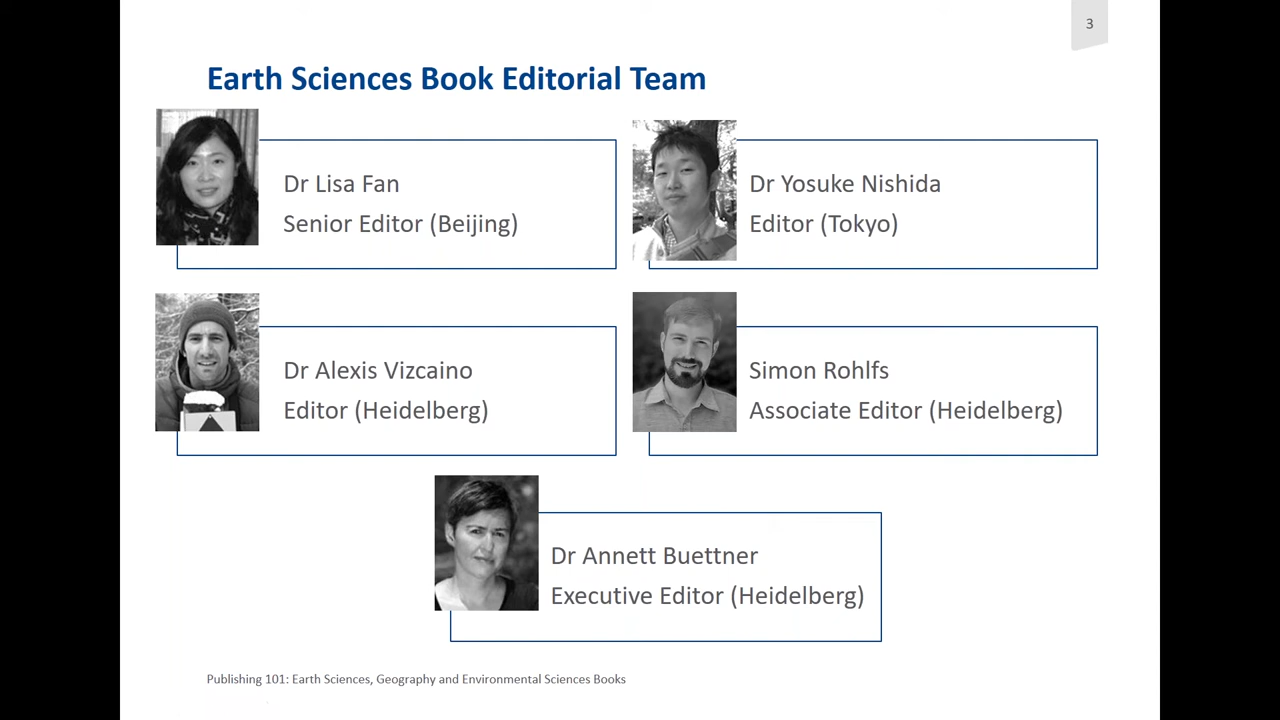 3
Earth Sciences Book Editorial Team
Dr Lisa Fan
Senior Editor (Beijing)
Dr Yosuke Nishida
Editor (Tokyo)
Dr Alexis Vizcaino
Editor (Heidelberg)
Simon Rohlfs
Associate Editor (Heidelberg)
Dr Annett Buettner
Executive Editor (Heidelberg)
Publishing 101: Earth Sciences, Geography and Environmental Sciences Books